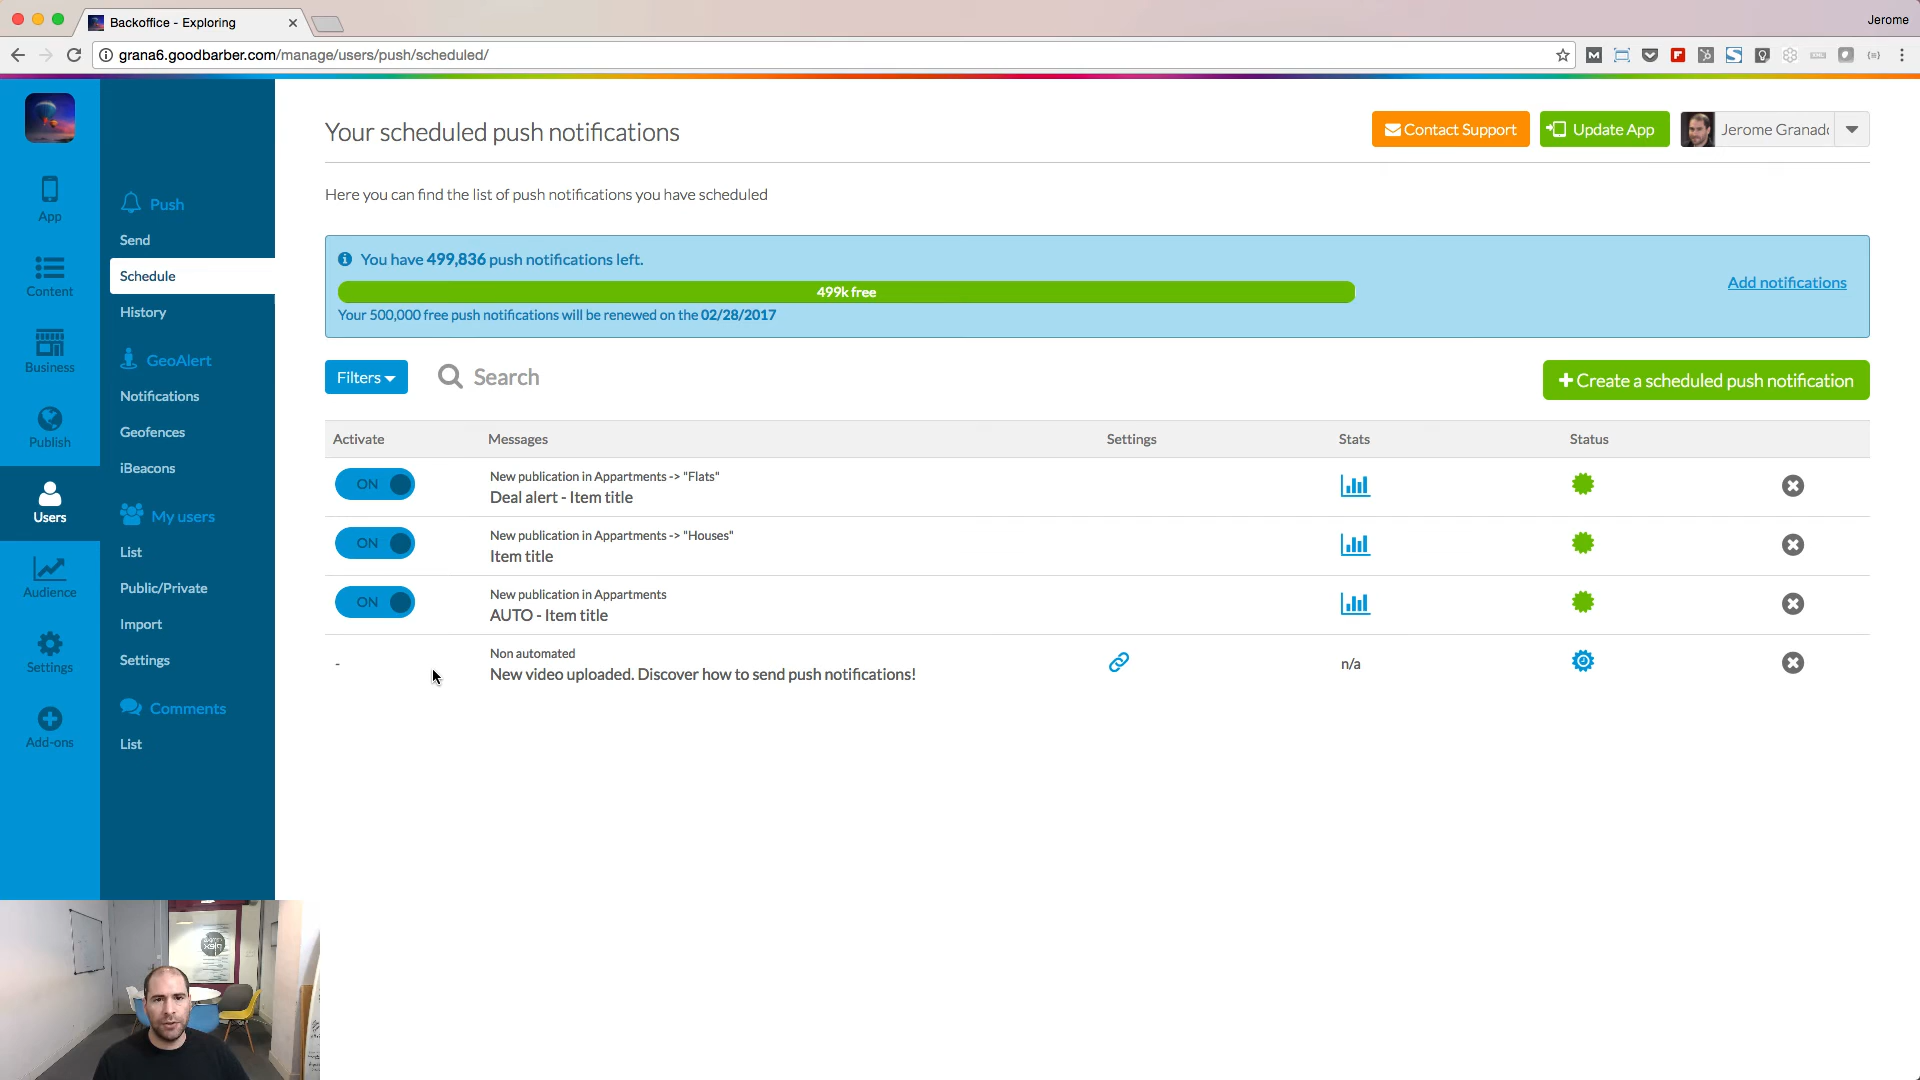 Backoffice - Exploring
Jerome
grana6.goodbarber.com/manage/users/push/scheduled/
Your scheduled push notifications
Contact Support
Update App
Jerome Granad
Here you can find the list of push notifications you have scheduled
You have 499,836 push notifications left.
499k free
Your 500,000 free push notifications will be renewed on the 02/28/2017
Add notifications
Filters
Search
Create a scheduled push notification
Activate Messages Settings Stats Status
ON
New publication in Appartments -> "Flats"
Deal alert - Item title
ON
New publication in Appartments -> "Houses"
Item title
ON
New publication in Appartments
AUTO - Item title
-
Non automated
New video uploaded. Discover how to send push notifications!
n/a
App
Content
Business
Publish
Users
Audience
Settings
Add-ons
Push
Send
Schedule
History
GeoAlert
Notifications
Geofences
iBeacons
My users
List
Public/Private
Import
Settings
Comments
List